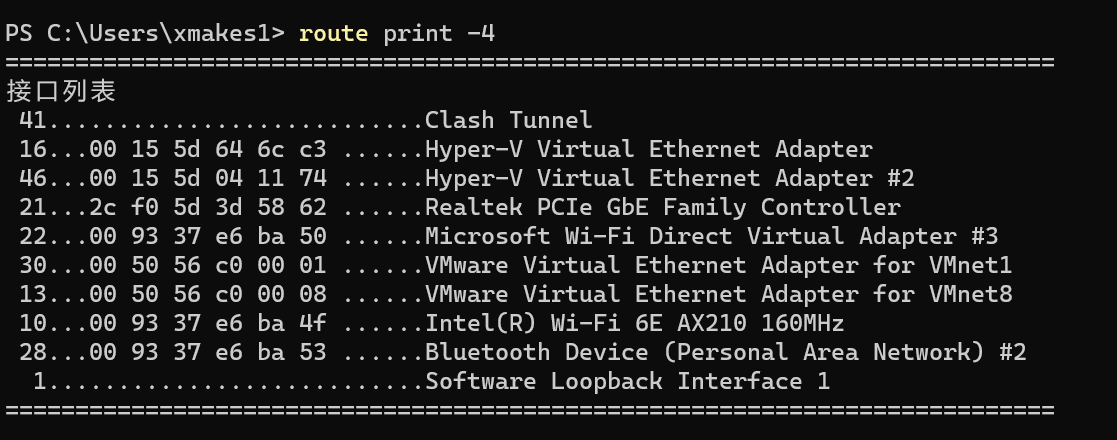 PS C:\Users\xmakes1> route print -4
===========================================================================
接口列表
 41...........................Clash Tunnel
 16...00 15 5d 64 6c c3 ......Hyper-V Virtual Ethernet Adapter
 46...00 15 5d 04 11 74 ......Hyper-V Virtual Ethernet Adapter #2
 21...2c f0 5d 3d 58 62 ......Realtek PCIe GbE Family Controller
 22...00 93 37 e6 ba 50 ......Microsoft Wi-Fi Direct Virtual Adapter #3
 30...00 50 56 c0 00 01 ......VMware Virtual Ethernet Adapter for VMnet1
 13...00 50 56 c0 00 08 ......VMware Virtual Ethernet Adapter for VMnet8
 10...00 93 37 e6 ba 4f ......Intel(R) Wi-Fi 6E AX210 160MHz
 28...00 93 37 e6 ba 53 ......Bluetooth Device (Personal Area Network) #2
  1...........................Software Loopback Interface 1
===========================================================================